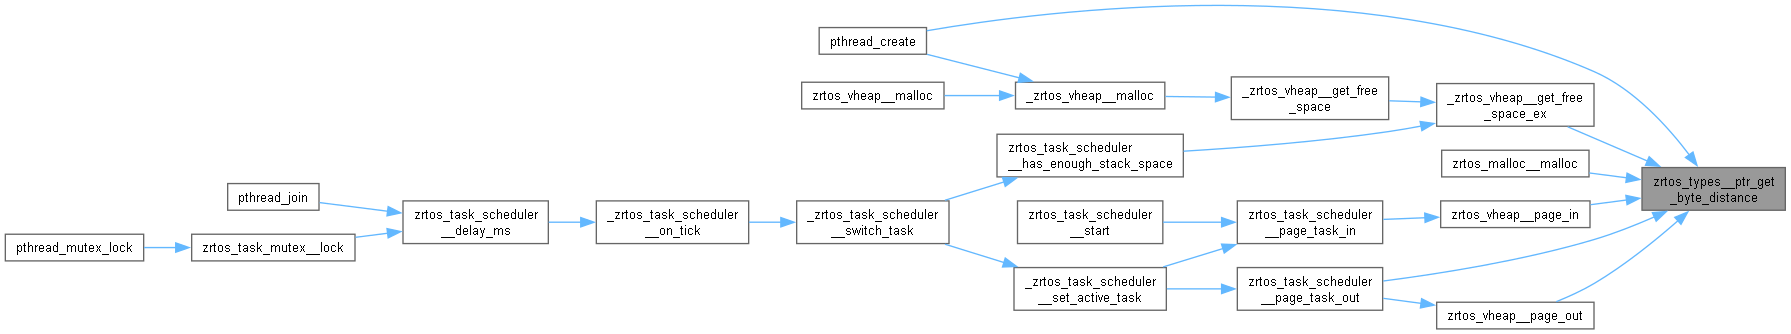 pthread_create
zrtos_vheap__malloc
_zrtos_vheap__malloc
_zrtos_vheap__get_free
_space
_zrtos_vheap__get_free
_space_ex
zrtos_task_scheduler
__has_enough_stack_space
zrtos_malloc__malloc
zrtos_types__ptr_get
_byte_distance
pthread_join
zrtos_task_scheduler
__delay_ms
_zrtos_task_scheduler
__on_tick
_zrtos_task_scheduler
__switch_task
zrtos_task_scheduler
__start
zrtos_task_scheduler
__page_task_in
zrtos_vheap__page_in
pthread_mutex_lock
zrtos_task_mutex__lock
_zrtos_task_scheduler
__set_active_task
zrtos_task_scheduler
__page_task_out
zrtos_vheap__page_out